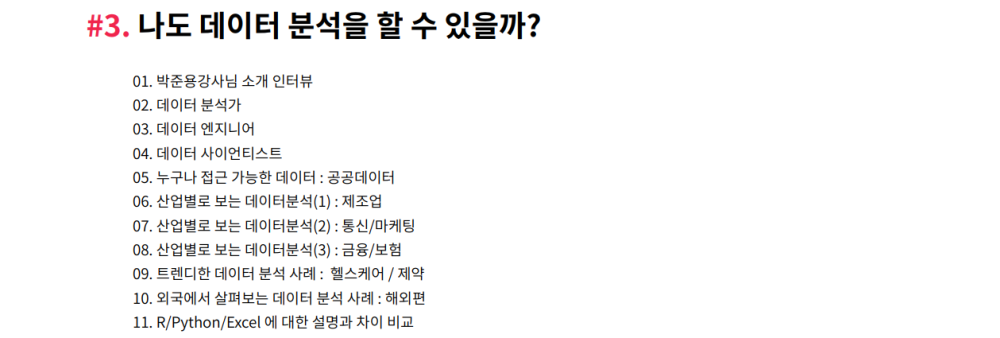 #3. 나도 데이터 분석을 할 수 있을까?
01. 박준용강사님 소개 인터뷰
02. 데이터 분석가
03. 데이터 엔지니어
04. 데이터 사이언티스트
05. 누구나 접근 가능한 데이터 : 공공데이터
06. 산업별로 보는 데이터분석(1) : 제조업
07. 산업별로 보는 데이터분석(2) : 통신/마케팅
08. 산업별로 보는 데이터분석(3) : 금융/보험
09. 트렌디한 데이터 분석 사례 : 헬스케어 / 제약
10. 외국에서 살펴보는 데이터 분석 사례 : 해외편
11. R/Python/Excel 에 대한 설명과 차이 비교